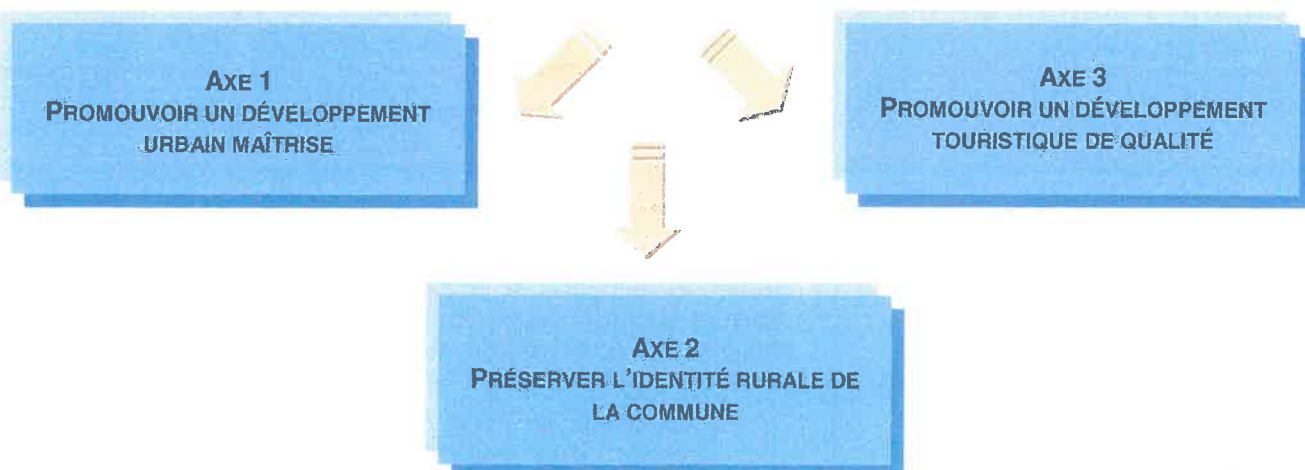 AXE 1
PROMOUVOIR UN DÉVELOPPEMENT
URBAIN MAÎTRISE
AXE 3
PROMOUVOIR UN DÉVELOPPEMENT
TOURISTIQUE DE QUALITÉ
AXE 2
PRÉSERVER L'IDENTITÉ RURALE DE
LA COMMUNE